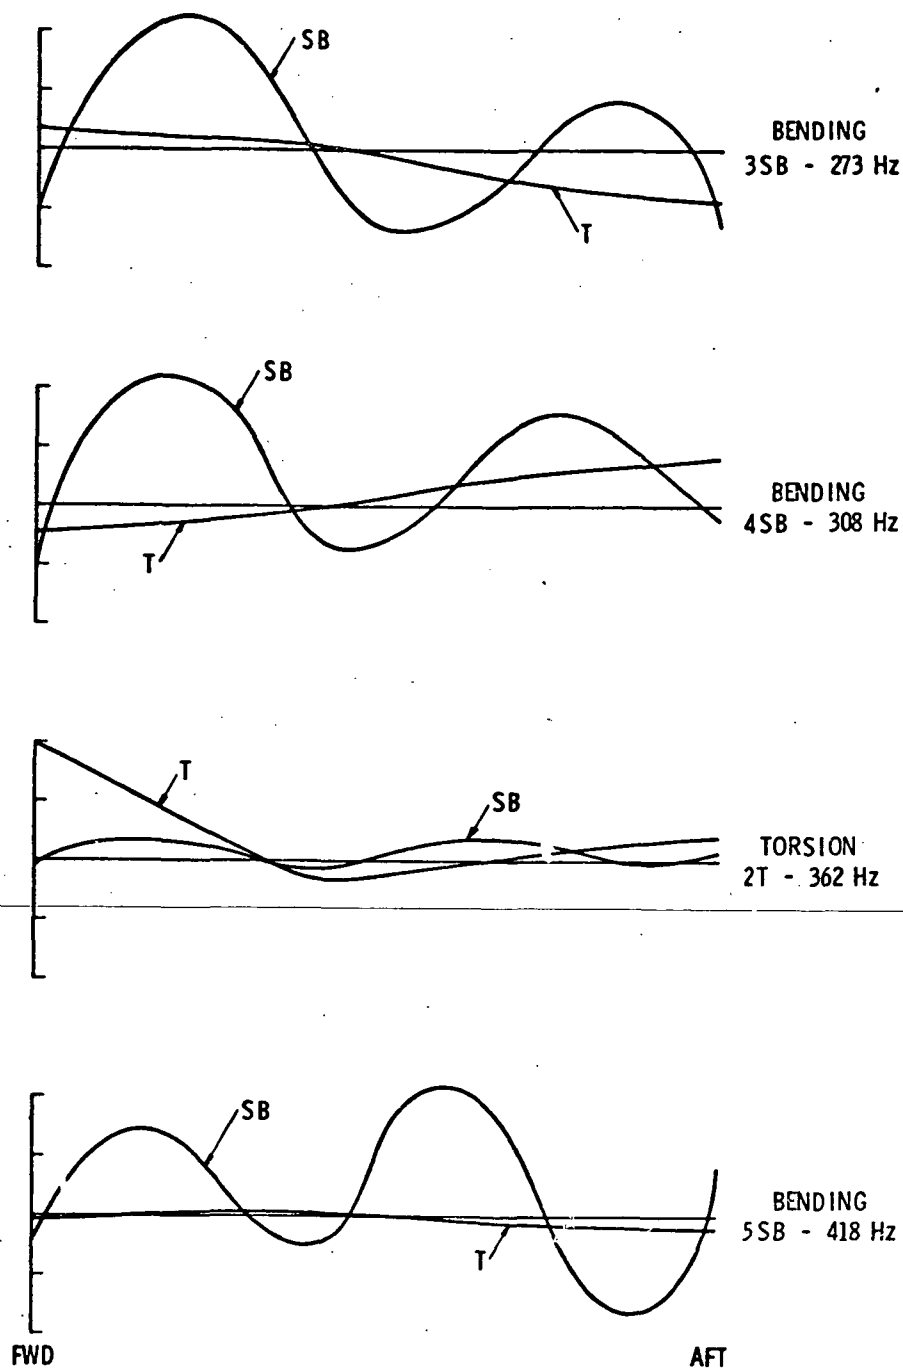 SB
BENDING
3SB - 273 Hz
T
SB
BENDING
4SB - 308 Hz
T
T
SB
TORSION
2T - 362 Hz
SB
BENDING
5SB - 418 Hz
T
FWD
AFT